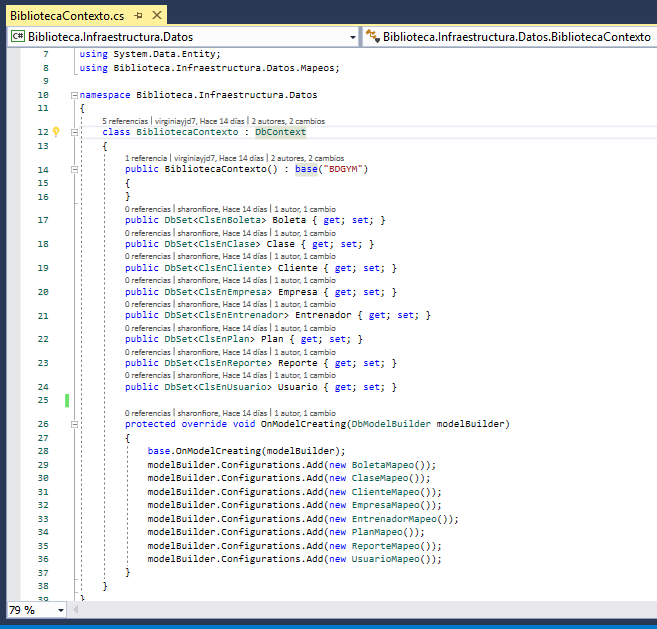 BibliotecaContexto.cs
C# Biblioteca.Infraestructura.Datos
Biblioteca.Infraestructura.Datos.BibliotecaContexto
7 using System.Data.Entity;
8 using Biblioteca.Infraestructura.Datos.Mapeos;
9
10 namespace Biblioteca.Infraestructura.Datos
11 {
5 referencias | virginiayjd7, Hace 14 días | 2 autores, 2 cambios
12 class BibliotecaContexto : DbContext
13 {
1 referencia | virginiayjd7, Hace 14 días | 2 autores, 2 cambios
14 public BibliotecaContexto() : base("BDGYM")
15 {
16 }
0 referencias | sharonfiore, Hace 14 días | 1 autor, 1 cambio
17 public DbSet<ClsEnBoleta> Boleta { get; set; }
0 referencias | sharonfiore, Hace 14 días | 1 autor, 1 cambio
18 public DbSet<ClsEnClase> Clase { get; set; }
0 referencias | sharonfiore, Hace 14 días | 1 autor, 1 cambio
19 public DbSet<ClsEnCliente> Cliente { get; set; }
0 referencias | sharonfiore, Hace 14 días | 1 autor, 1 cambio
20 public DbSet<ClsEnEmpresa> Empresa { get; set; }
0 referencias | sharonfiore, Hace 14 días | 1 autor, 1 cambio
21 public DbSet<ClsEnEntrenador> Entrenador { get; set; }
0 referencias | sharonfiore, Hace 14 días | 1 autor, 1 cambio
22 public DbSet<ClsEnPlan> Plan { get; set; }
0 referencias | sharonfiore, Hace 14 días | 1 autor, 1 cambio
23 public DbSet<ClsEnReporte> Reporte { get; set; }
0 referencias | sharonfiore, Hace 14 días | 1 autor, 1 cambio
24 public DbSet<ClsEnUsuario> Usuario { get; set; }
25
0 referencias | sharonfiore, Hace 14 días | 1 autor, 1 cambio
26 protected override void OnModelCreating(DbModelBuilder modelBuilder)
27 {
28 base.OnModelCreating(modelBuilder);
29 modelBuilder.Configurations.Add(new BoletaMapeo());
30 modelBuilder.Configurations.Add(new ClaseMapeo());
31 modelBuilder.Configurations.Add(new ClienteMapeo());
32 modelBuilder.Configurations.Add(new EmpresaMapeo());
33 modelBuilder.Configurations.Add(new EntrenadorMapeo());
34 modelBuilder.Configurations.Add(new PlanMapeo());
35 modelBuilder.Configurations.Add(new ReporteMapeo());
36 modelBuilder.Configurations.Add(new UsuarioMapeo());
37 }
38 }
39 }
79 %